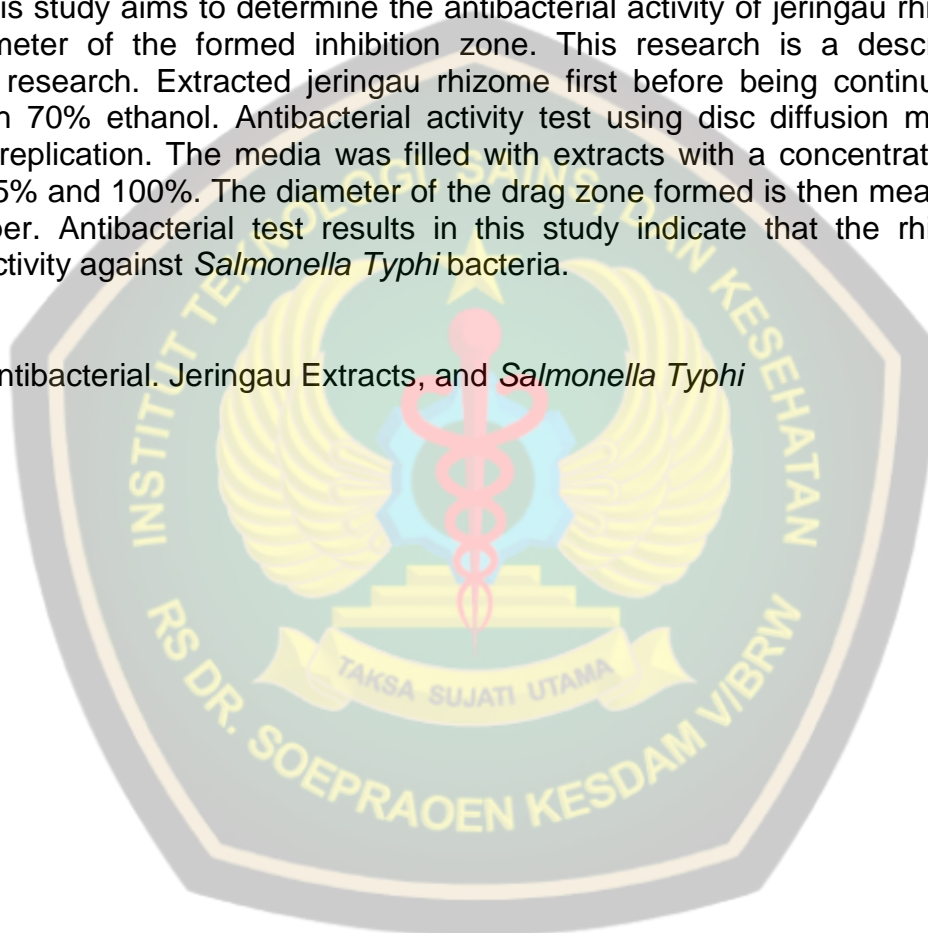 is study aims to determine the antibacterial activity of jeringau rhi
meter of the formed inhibition zone. This research is a descr
research. Extracted jeringau rhizome first before being continu
n 70% ethanol. Antibacterial activity test using disc diffusion m
replication. The media was filled with extracts with a concentrat
5% and 100%. The diameter of the drag zone formed is then mea
per. Antibacterial test results in this study indicate that the rhi
ctivity against Salmonella Typhi bacteria.
ntibacterial. Jeringau Extracts, and Salmonella Typhi
INSTITUT TEKNOLOGI SAINS, DAN KESEHATAN
TAKSA SUJATI UTAMA
RS DR. SOEPRAOEN KESDAM V/BRW